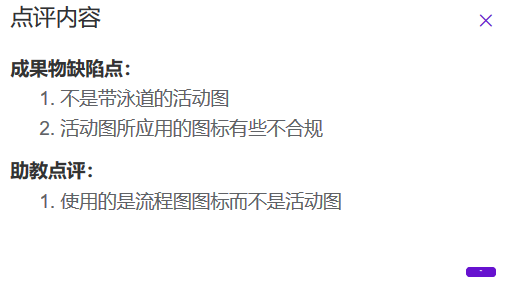 点评内容
成果物缺陷点：
1. 不是带泳道的活动图
2. 活动图所应用的图标有些不合规
助教点评：
1. 使用的是流程图图标而不是活动图